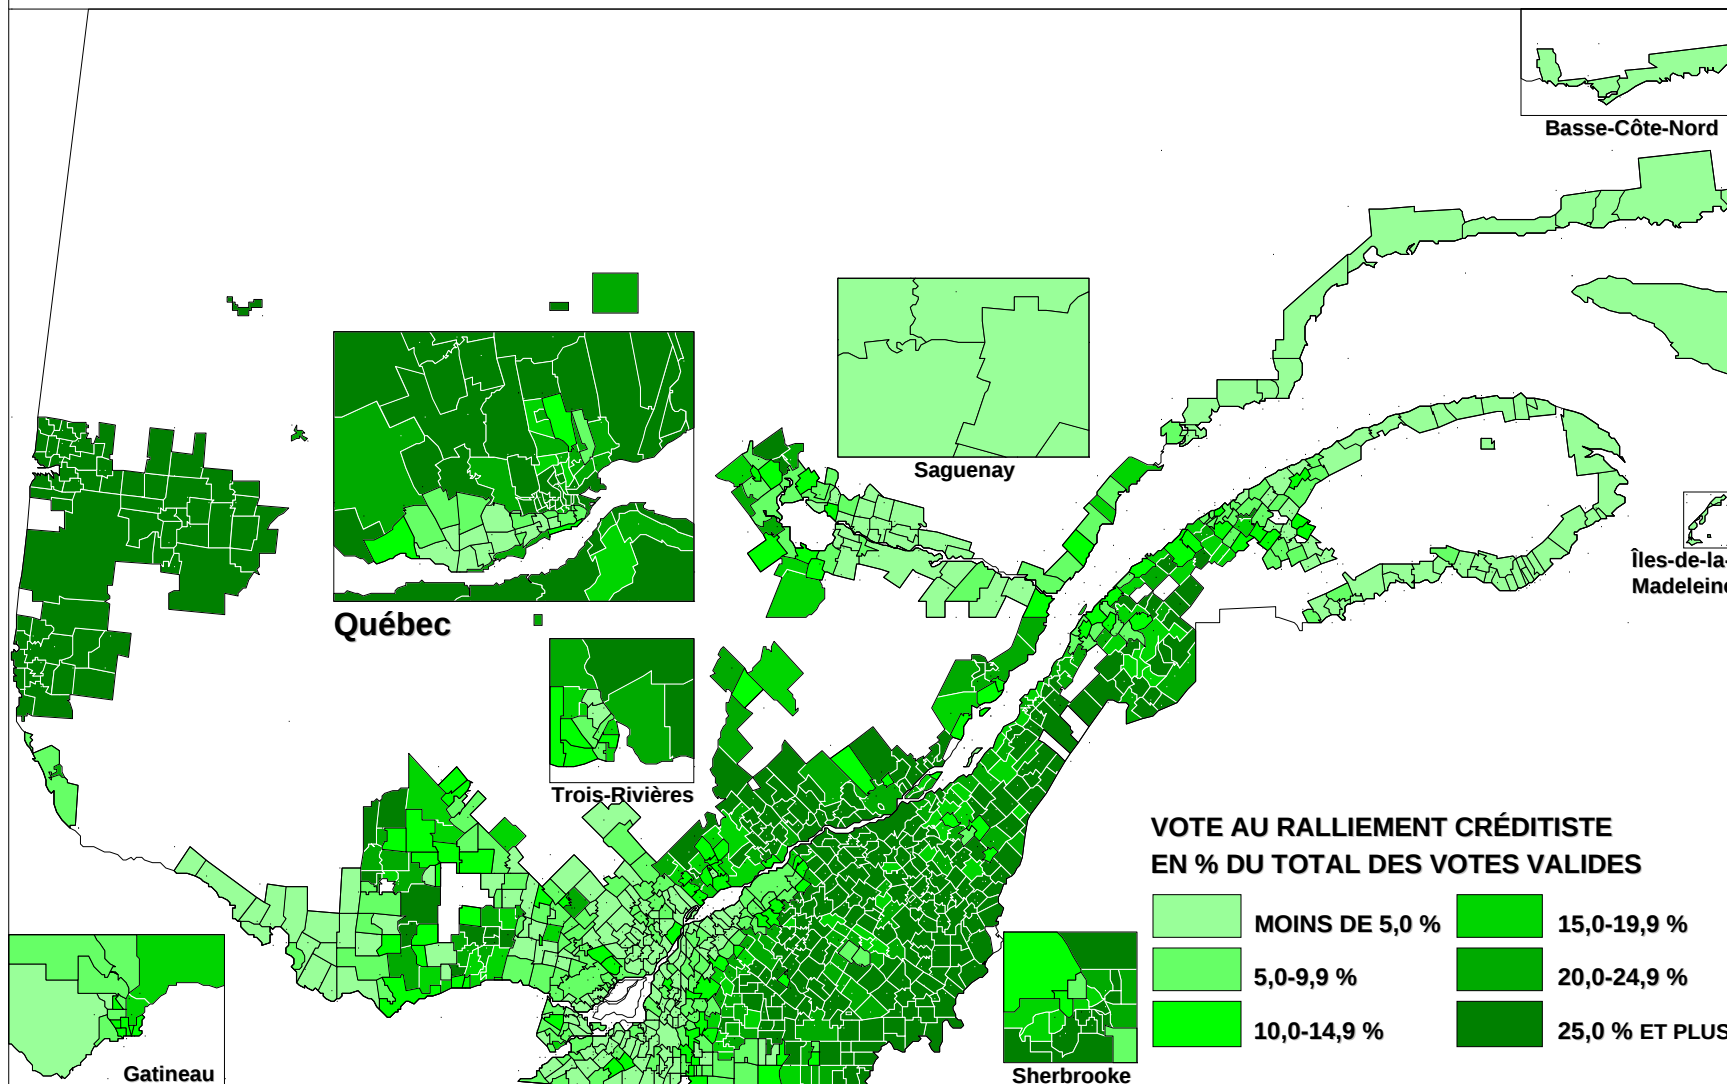 Basse-Côte-Nord
Saguenay
Îles-de-la-
Madeleine
Québec
Trois-Rivières
VOTE AU RALLIEMENT CRÉDITISTE
EN % DU TOTAL DES VOTES VALIDES
MOINS DE 5,0 %
15,0-19,9 %
5,0-9,9 %
20,0-24,9 %
10,0-14,9 %
25,0 % ET PLUS
Gatineau
Sherbrooke